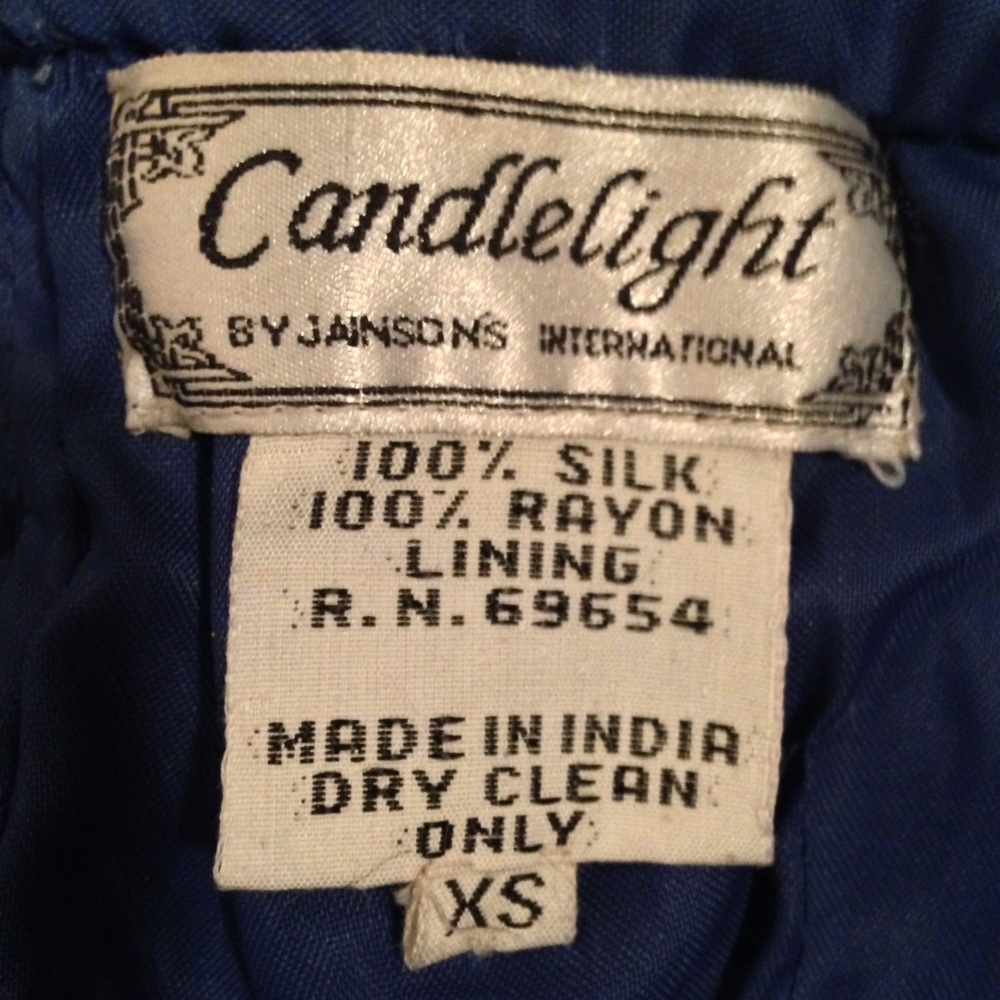 Candlelight
BY JAINSON'S INTERNATIONAL
100% SILK
100% RAYON
LINING
R.N. 69654
MADE IN INDIA
DRY CLEAN
ONLY
XS